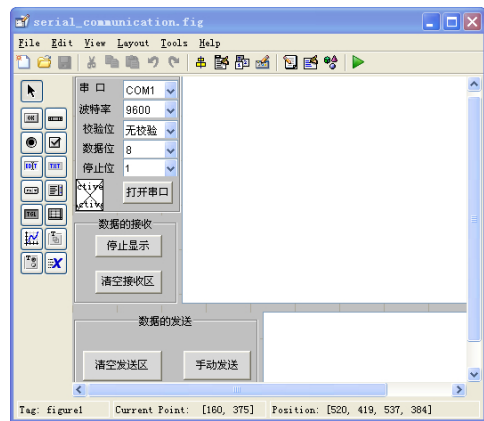 serial_communication.fig
File Edit View Layout Tools Help
串 口 COM1
波特率 9600
校验位 无校验
数据位 8
停止位 1
打开串口
数据的接收
停止显示
清空接收区
数据的发送
清空发送区 手动发送
Tag: figure1 Current Point: [160, 375] Position: [520, 419, 537, 384]